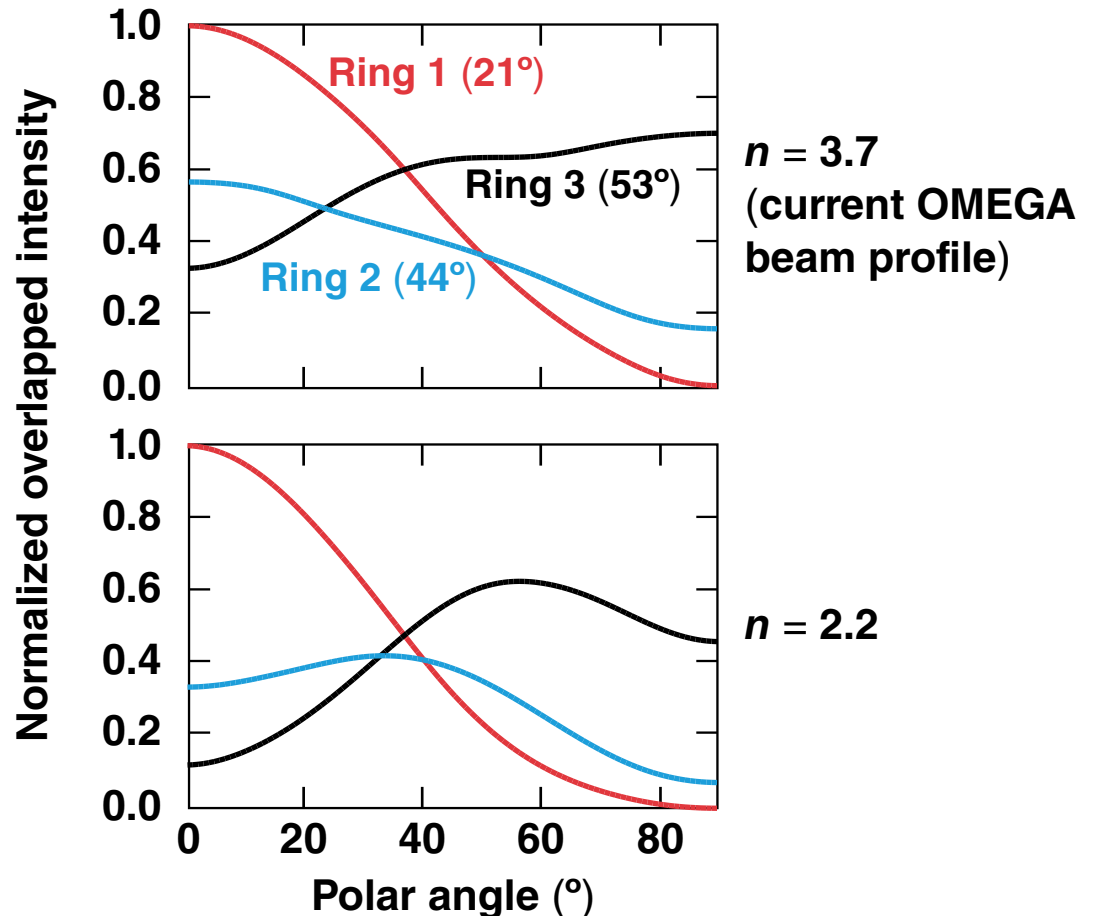 Normalized overlapped intensity
1.0
0.8
0.6
0.4
0.2
0.0
Ring 1 (21º)
Ring 3 (53º)
Ring 2 (44º)
n = 3.7
(current OMEGA
beam profile)
1.0
0.8
0.6
0.4
0.2
0.0
n = 2.2
0 20 40 60 80
Polar angle (º)